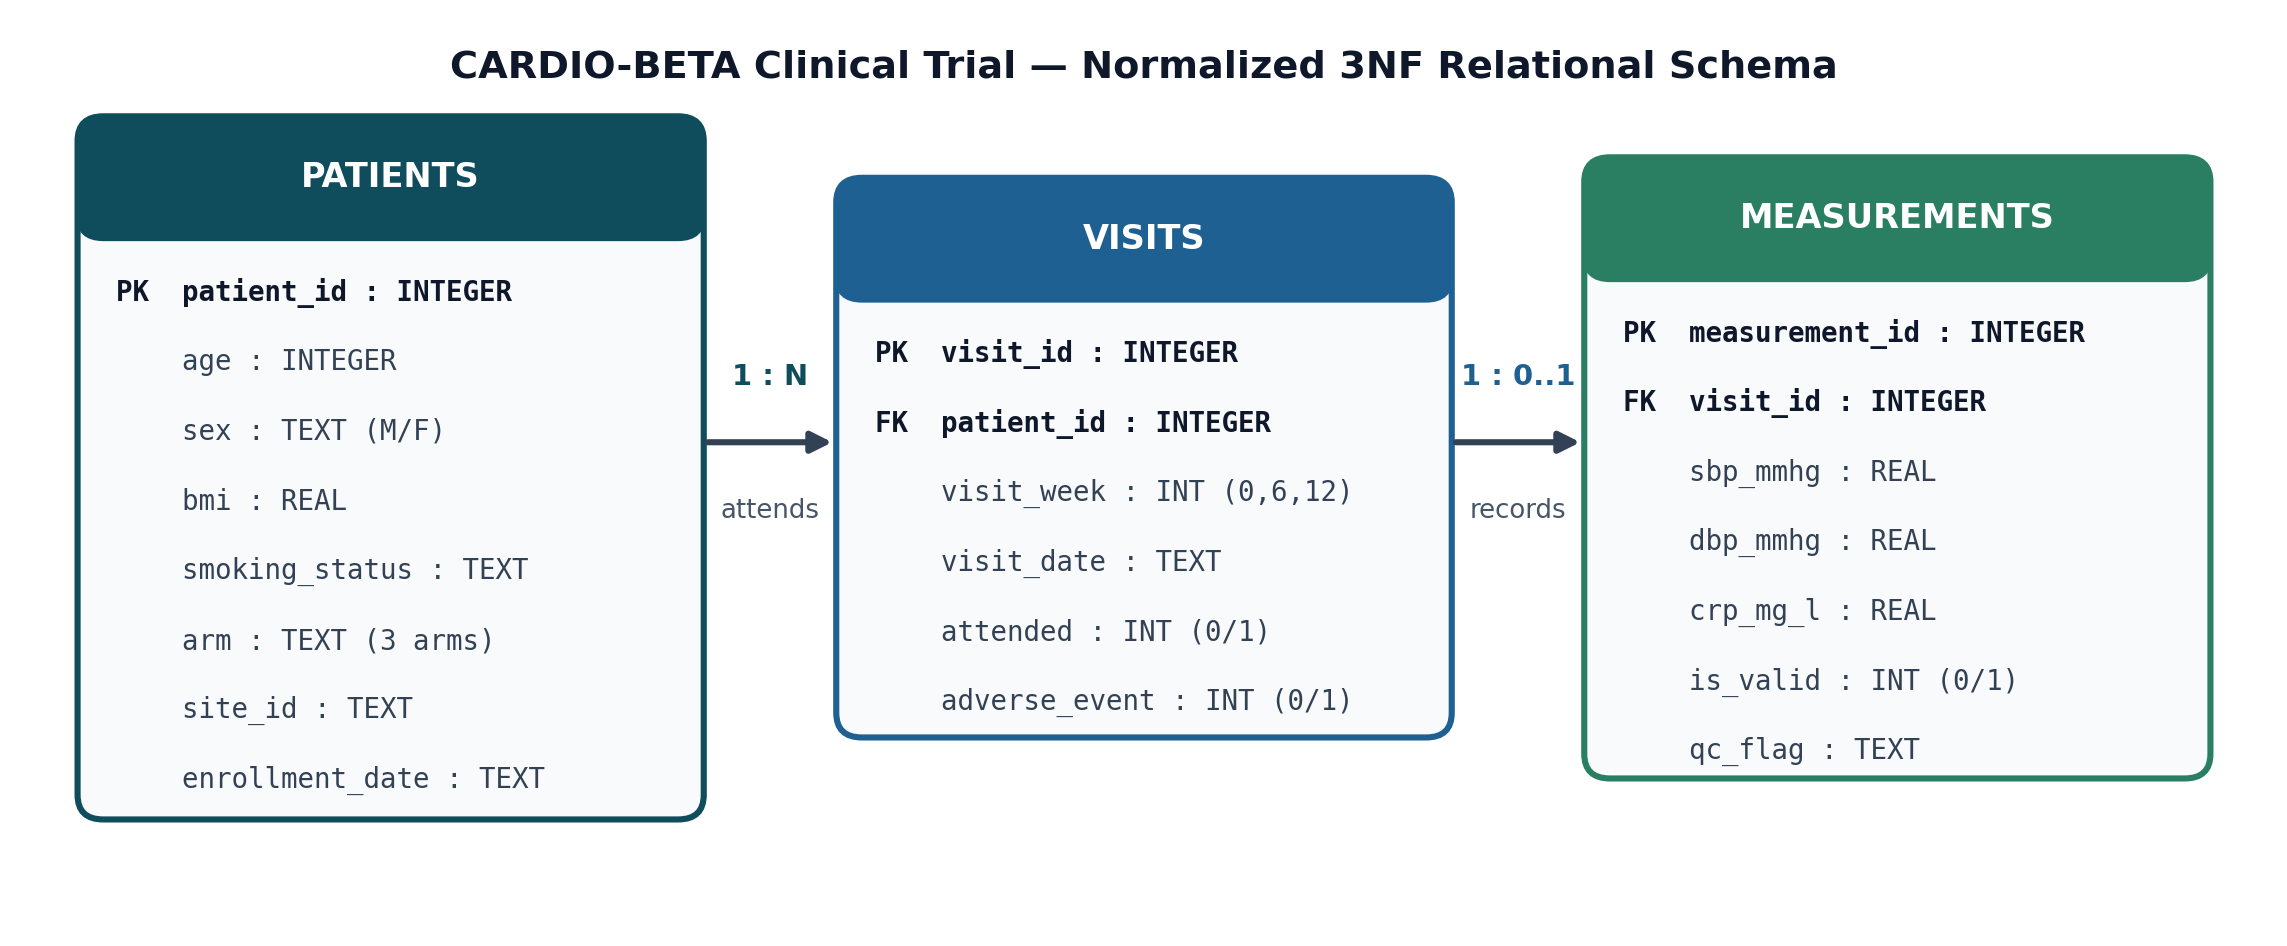 CARDIO-BETA Clinical Trial — Normalized 3NF Relational Schema
PATIENTS
PK patient_id : INTEGER
age : INTEGER
sex : TEXT (M/F)
bmi : REAL
smoking_status : TEXT
arm : TEXT (3 arms)
site_id : TEXT
enrollment_date : TEXT
1 : N
attends
VISITS
PK visit_id : INTEGER
FK patient_id : INTEGER
visit_week : INT (0,6,12)
visit_date : TEXT
attended : INT (0/1)
adverse_event : INT (0/1)
1 : 0..1
records
MEASUREMENTS
PK measurement_id : INTEGER
FK visit_id : INTEGER
sbp_mmhg : REAL
dbp_mmhg : REAL
crp_mg_l : REAL
is_valid : INT (0/1)
qc_flag : TEXT